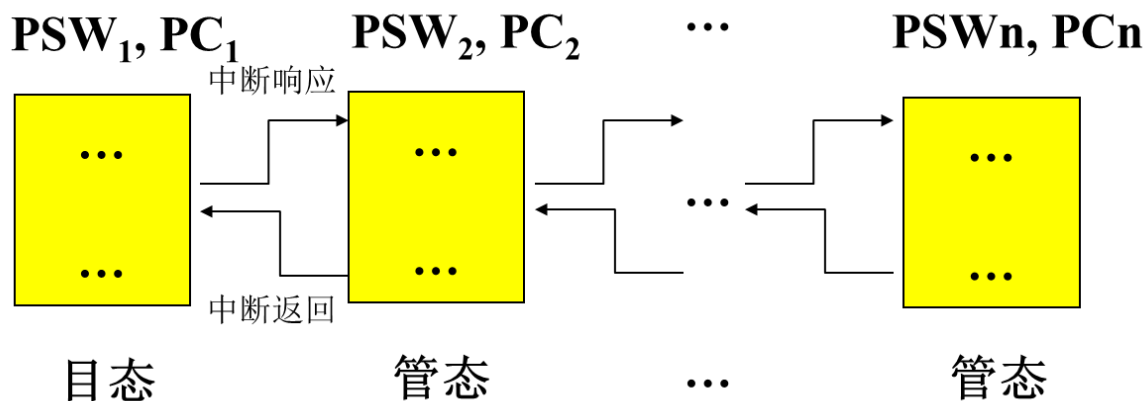 PSW₁, PC₁ PSW₂, PC₂ ... PSWn, PCn
中断响应
... ... ...
...
... ... ...
中断返回
目态 管态 ... 管态